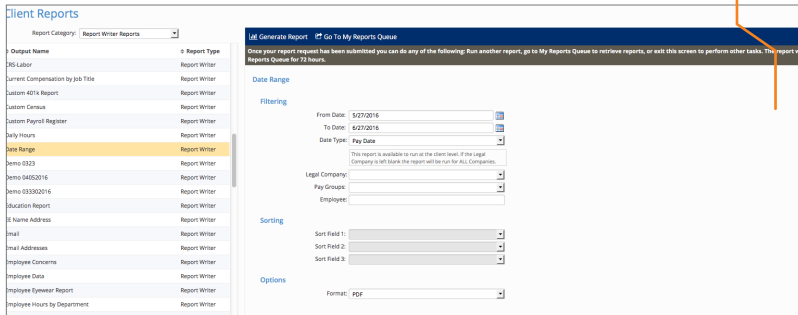 Client Reports
Report Category: Report Writer Reports
Output Name Report Type
CRS-Labor Report Writer
Current Compensation by Job Title Report Writer
Custom 401k Report Report Writer
Custom Census Report Writer
Custom Payroll Register Report Writer
Daily Hours Report Writer
Date Range Report Writer
Demo 0323 Report Writer
Demo 04052016 Report Writer
Demo 033302016 Report Writer
Education Report Report Writer
EE Name Address Report Writer
Email Report Writer
Email Addresses Report Writer
Employee Concerns Report Writer
Employee Data Report Writer
Employee Eyewear Report Report Writer
Employee Hours by Department Report Writer
Generate Report Go To My Reports Queue
Once your report request has been submitted you can do any of the following: Run another report, go to My Reports Queue to retrieve reports, or exit this screen to perform other tasks. The report w
Reports Queue for 72 hours.
Date Range
Filtering
From Date: 5/27/2016
To Date: 6/27/2016
Date Type: Pay Date
This report is available to run at the client level. If the Legal
Company is left blank the report will be run for ALL Companies.
Legal Company:
Pay Groups:
Employee:
Sorting
Sort Field 1:
Sort Field 2:
Sort Field 3:
Options
Format: PDF